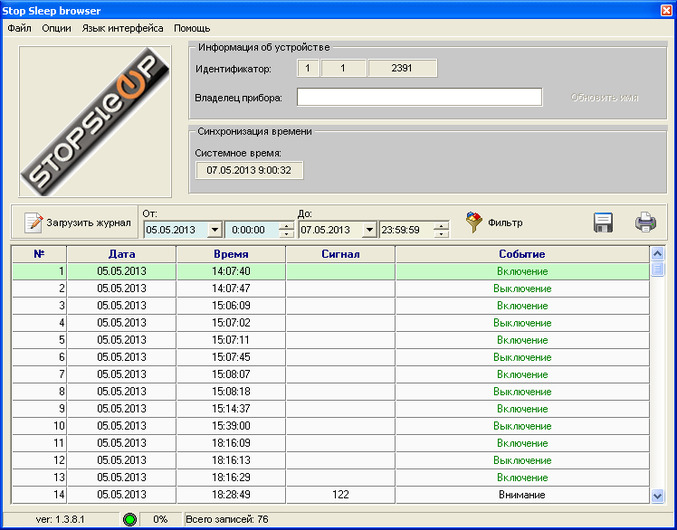 Stop Sleep browser
Файл Опции Язык интерфейса Помощь
STOPSleUP
Информация об устройстве
Идентификатор: 1 1 2391
Владелец прибора: Обновить имя
Синхронизация времени
Системное время:
07.05.2013 9:00:32
Загрузить журнал
От: До:
05.05.2013 0:00:00 07.05.2013 23:59:59 Фильтр
№ Дата Время Сигнал Событие
1 05.05.2013 14:07:40 Включение
2 05.05.2013 14:07:47 Выключение
3 05.05.2013 15:06:09 Включение
4 05.05.2013 15:07:02 Выключение
5 05.05.2013 15:07:11 Включение
6 05.05.2013 15:07:45 Выключение
7 05.05.2013 15:08:07 Включение
8 05.05.2013 15:08:18 Выключение
9 05.05.2013 15:14:37 Включение
10 05.05.2013 15:39:00 Выключение
11 05.05.2013 18:16:09 Включение
12 05.05.2013 18:16:13 Выключение
13 05.05.2013 18:16:29 Включение
14 05.05.2013 18:28:49 122 Внимание
ver: 1.3.8.1 0% Всего записей: 76